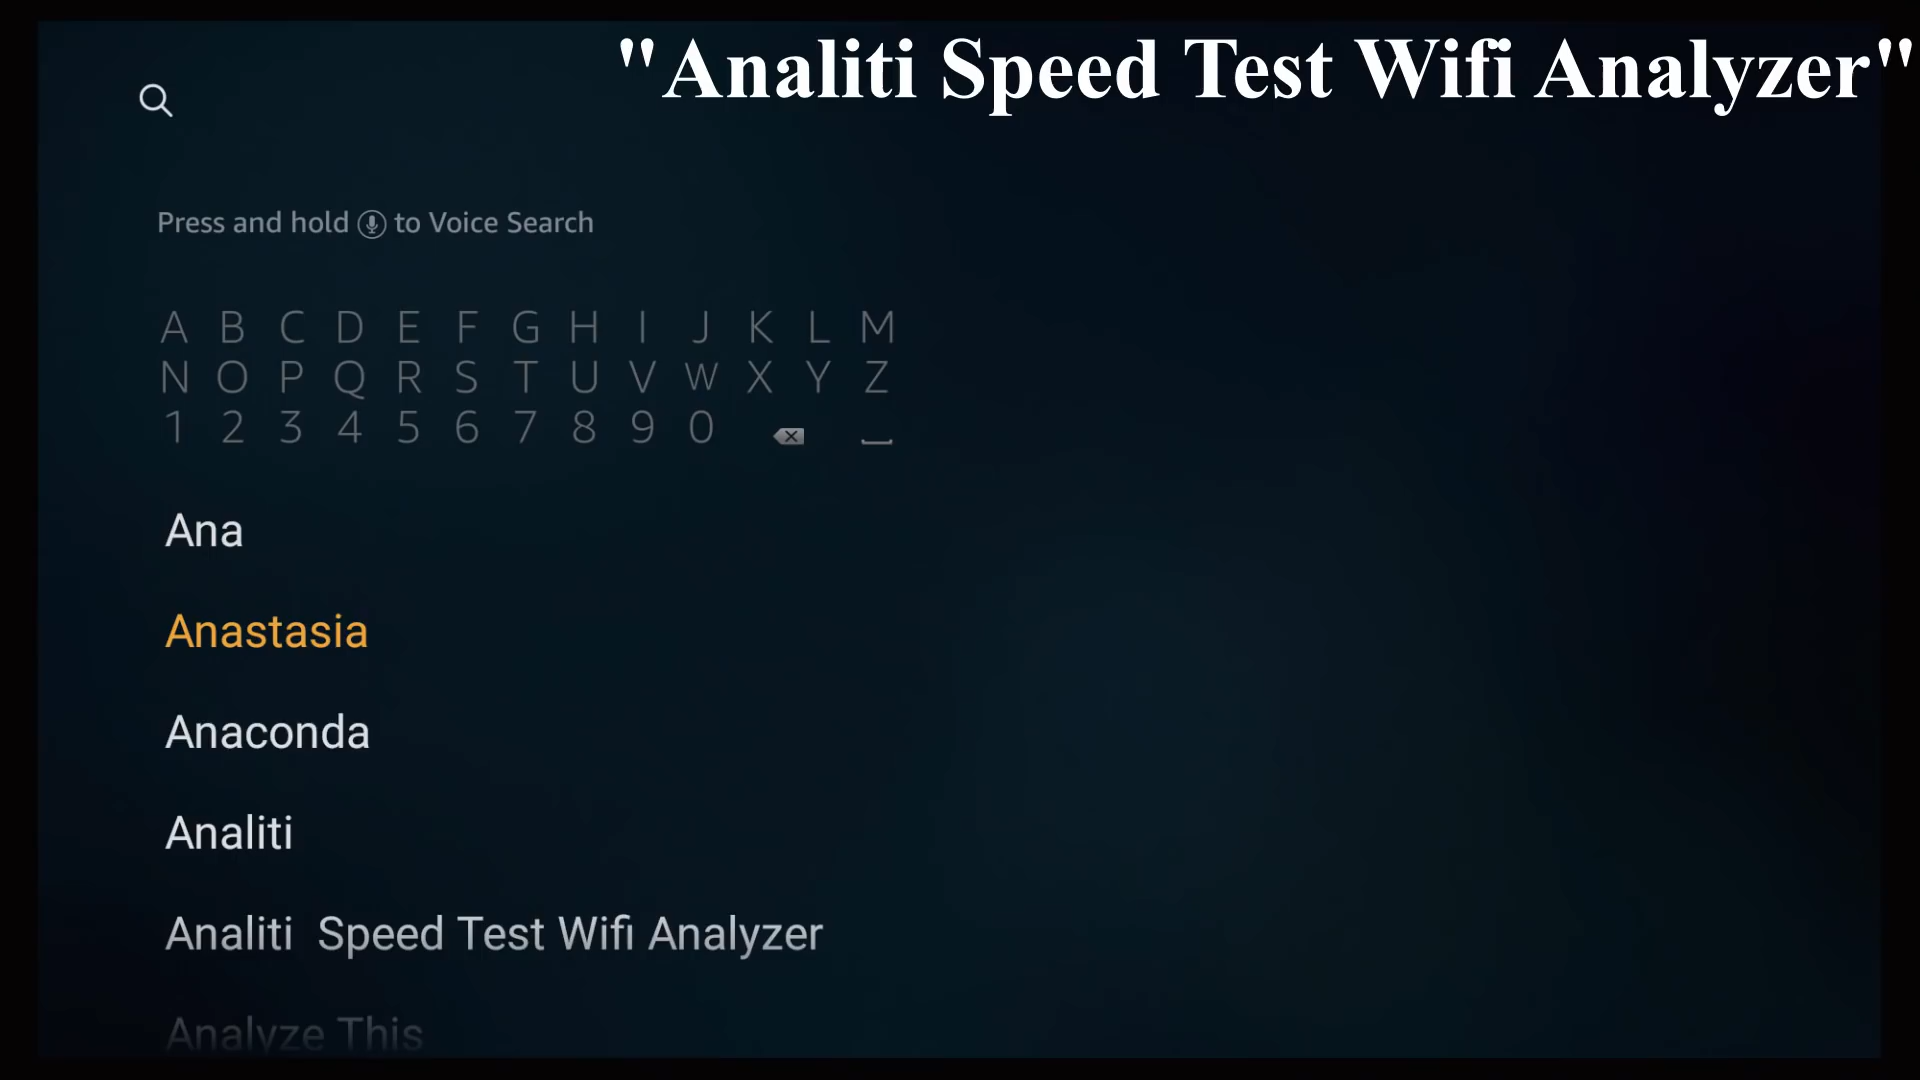 "Analiti Speed Test Wifi Analyzer"
Press and hold to Voice Search
A B C D E F G H I J K L M
N O P Q R S T U V W X Y Z
1 2 3 4 5 6 7 8 9 0
Ana
Anastasia
Anaconda
Analiti
Analiti  Speed Test Wifi Analyzer
Analyze This